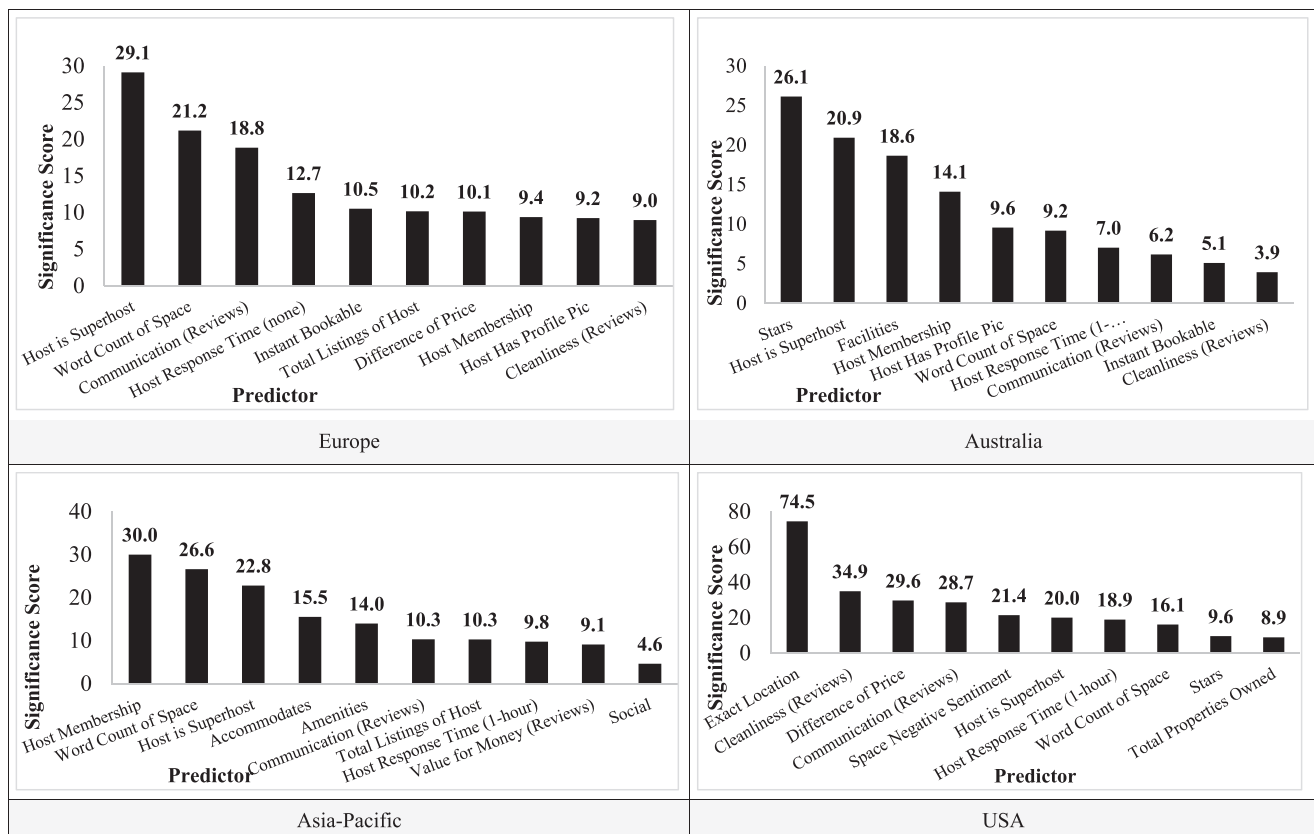 29.1
21.2
18.8
12.7
10.5
10.2
10.1
9.4
9.2
9.0
30
25
20
15
10
5
0
Significance Score
Host is Superhost
Word Count of Space
Communication (Reviews)
Host Response Time (none)
Instant Bookable
Total Listings of Host
Difference of Price
Host Membership
Host Has Profile Pic
Cleanliness (Reviews)
Predictor
Europe
26.1
20.9
18.6
14.1
9.6
9.2
7.0
6.2
5.1
3.9
30
25
20
15
10
5
0
Significance Score
Stars
Host is Superhost
Facilities
Host Membership
Host Has Profile Pic
Word Count of Space
Host Response Time (1-…
Communication (Reviews)
Instant Bookable
Cleanliness (Reviews)
Predictor
Australia
30.0
26.6
22.8
15.5
14.0
10.3
10.3
9.8
9.1
4.6
40
30
20
10
0
Significance Score
Host Membership
Word Count of Space
Host is Superhost
Accommodates
Amenities
Communication (Reviews)
Total Listings of Host
Host Response Time (1-hour)
Value for Money (Reviews)
Social
Predictor
Asia-Pacific
74.5
34.9
29.6
28.7
21.4
20.0
18.9
16.1
9.6
8.9
80
60
40
20
0
Significance Score
Exact Location
Cleanliness (Reviews)
Difference of Price
Communication (Reviews)
Space Negative Sentiment
Host is Superhost
Host Response Time (1-hour)
Word Count of Space
Stars
Total Properties Owned
Predictor
USA